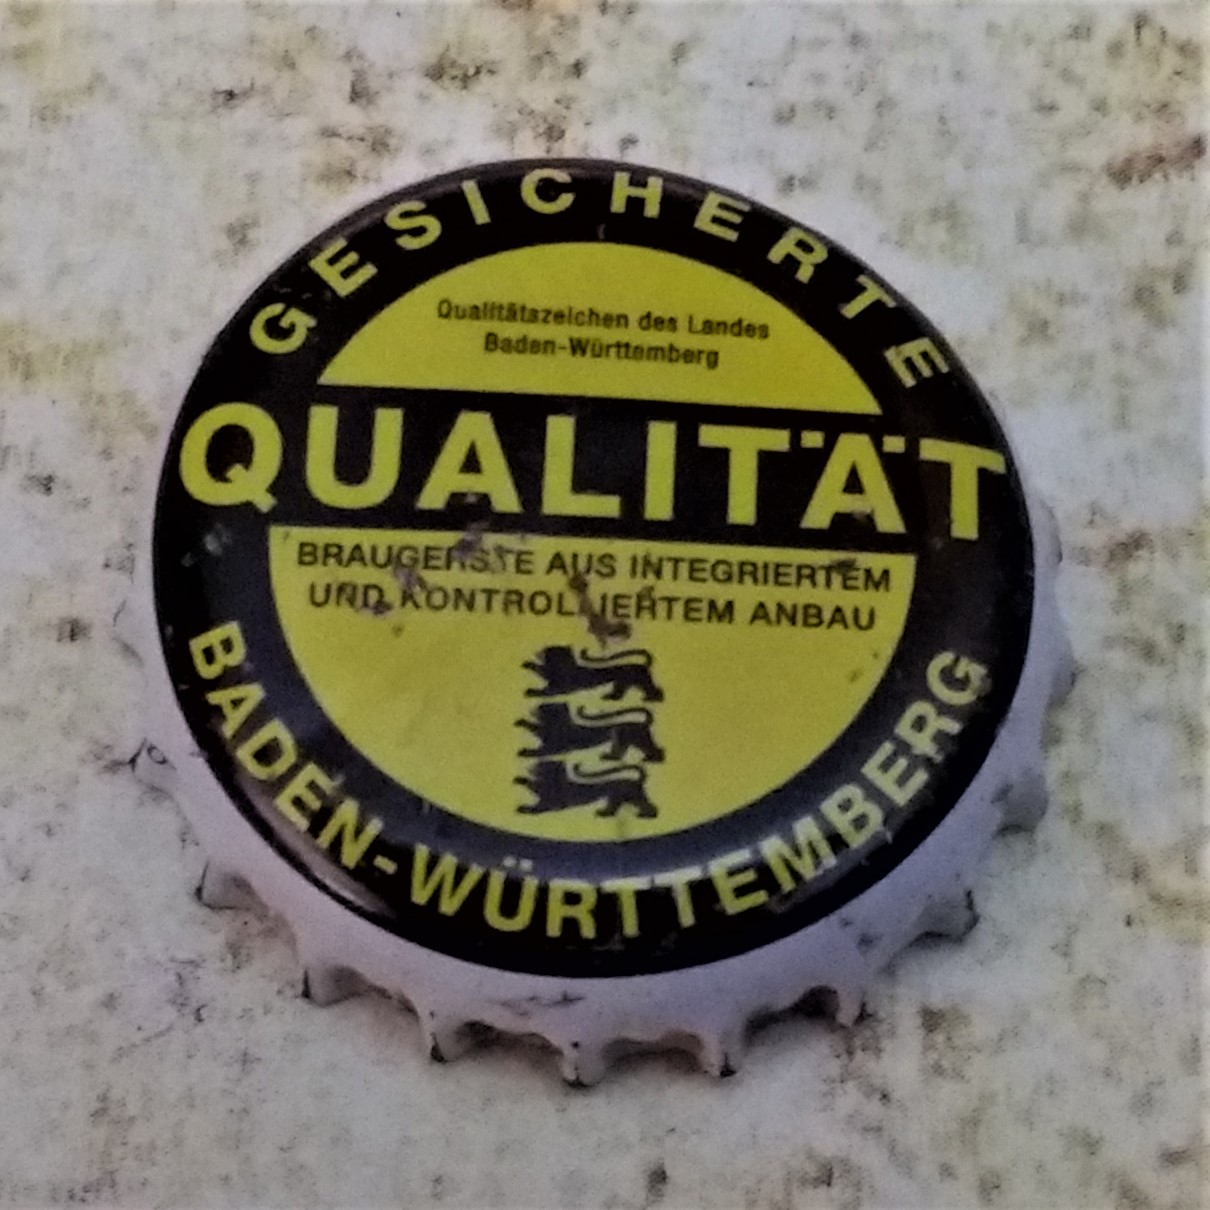 GESICHERTE
Qualitätszeichen des Landes
Baden-Württemberg
QUALITÄT
BRAUGERSTE AUS INTEGRIERTEM
UND KONTROLLIERTEM ANBAU
BADEN-WÜRTTEMBERG